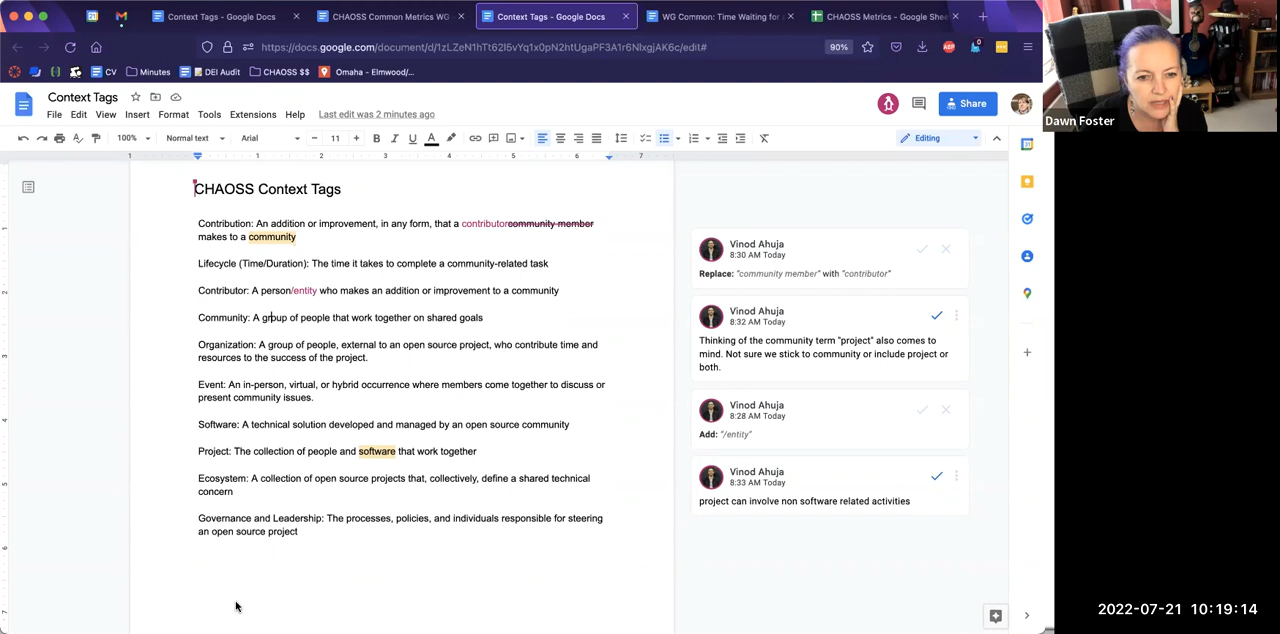 Context Tags - Google Docs
CHAOSS Common Metrics WG
Context Tags - Google Docs
WG Common: Time Waiting for
CHAOSS Metrics - Google Shee
https://docs.google.com/document/d/1zLZeN1hTt62I5vYq1x0pN2htUgaPF3A1r6NlxgjAK6c/edit#
90%
ABP
0
CV
Minutes
DEI Audit
CHAOSS $$
Omaha - Elmwood/...
Dawn Foster
Context Tags
File Edit View Insert Format Tools Extensions Help
Last edit was 2 minutes ago
Share
100%
Normal text
Arial
11
B I U A
Editing
1 1 2 3 4 5 6 7
CHAOSS Context Tags
Contribution: An addition or improvement, in any form, that a contributorcommunity member
makes to a community
Lifecycle (Time/Duration): The time it takes to complete a community-related task
Contributor: A person/entity who makes an addition or improvement to a community
Community: A group of people that work together on shared goals
Organization: A group of people, external to an open source project, who contribute time and
resources to the success of the project.
Event: An in-person, virtual, or hybrid occurrence where members come together to discuss or
present community issues.
Software: A technical solution developed and managed by an open source community
Project: The collection of people and software that work together
Ecosystem: A collection of open source projects that, collectively, define a shared technical
concern
Governance and Leadership: The processes, policies, and individuals responsible for steering
an open source project
Vinod Ahuja
8:30 AM Today
Replace: "community member" with "contributor"
Vinod Ahuja
8:32 AM Today
Thinking of the community term "project" also comes to
mind. Not sure we stick to community or include project or
both.
Vinod Ahuja
8:28 AM Today
Add: "/entity"
Vinod Ahuja
8:33 AM Today
project can involve non software related activities
2022-07-21 10:19:14